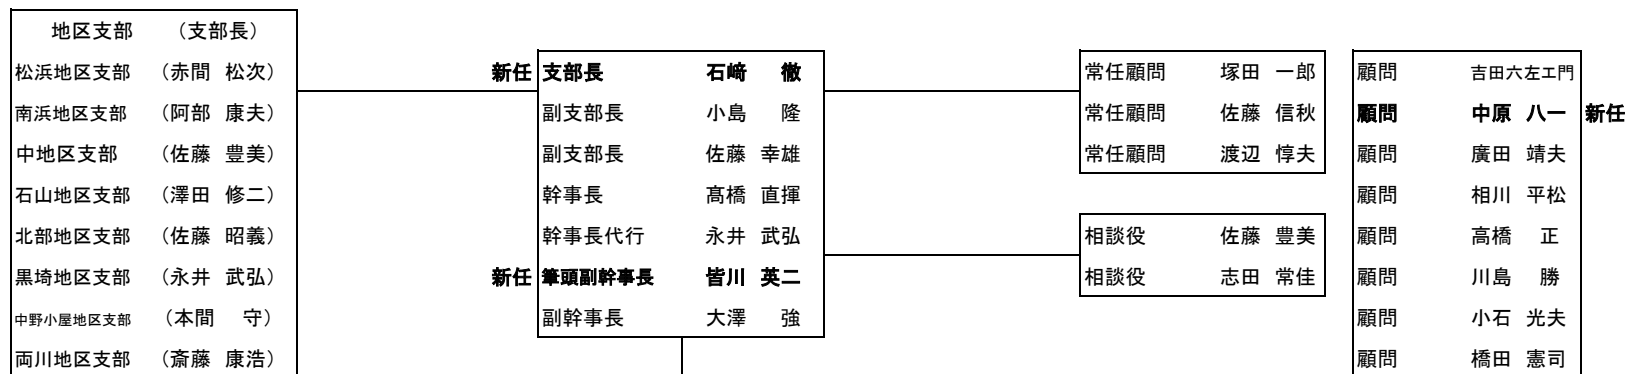 地区支部 （支部長）
松浜地区支部 （赤間 松次）
南浜地区支部 （阿部 康夫）
中地区支部 （佐藤 豊美）
石山地区支部 （澤田 修二）
北部地区支部 （佐藤 昭義）
黒埼地区支部 （永井 武弘）
中野小屋地区支部 （本間 守）
両川地区支部 （斎藤 康浩）
新任 支部長 石﨑 徹
副支部長 小島 隆
副支部長 佐藤 幸雄
幹事長 髙橋 直揮
幹事長代行 永井 武弘
新任 筆頭副幹事長 皆川 英二
副幹事長 大澤 強
常任顧問 塚田 一郎
常任顧問 佐藤 信秋
常任顧問 渡辺 惇夫
相談役 佐藤 豊美
相談役 志田 常佳
顧問 吉田六左エ門
顧問 中原 八一 新任
顧問 廣田 靖夫
顧問 相川 平松
顧問 高橋 正
顧問 川島 勝
顧問 小石 光夫
顧問 橋田 憲司